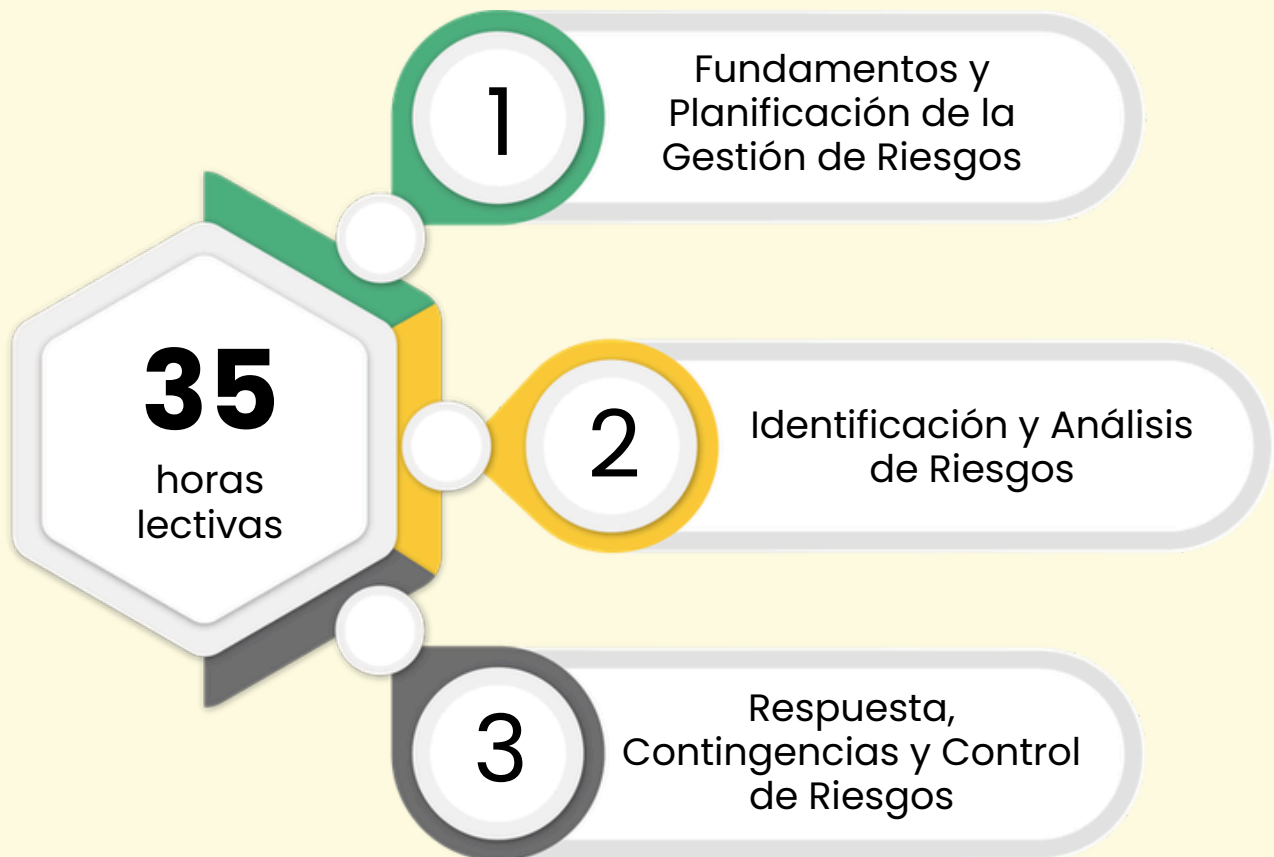 35
horas
lectivas
1
Fundamentos y
Planificación de la
Gestión de Riesgos
2
Identificación y Análisis
de Riesgos
3
Respuesta,
Contingencias y Control
de Riesgos